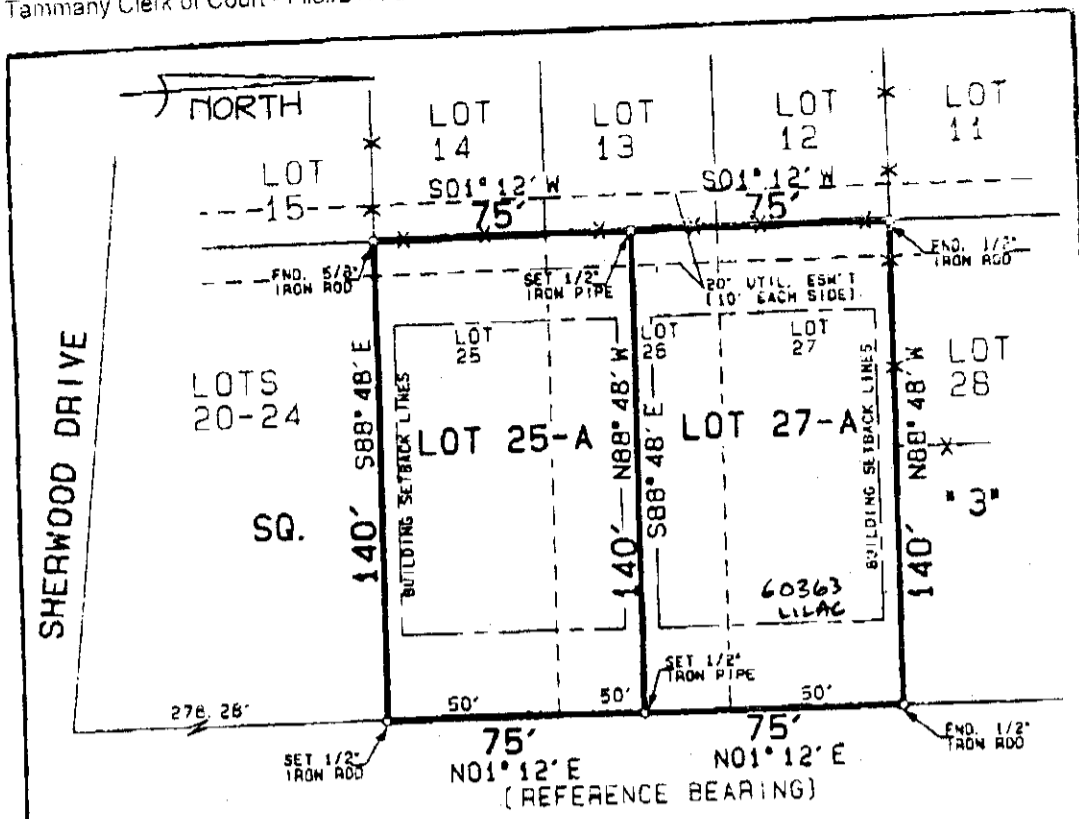 Tammany Clerk of Court
NORTH
LOT
14
LOT
13
LOT
12
LOT
11
LOT
15
S01° 12' W
75'
S01° 12' W
75'
FND. 5/8"
IRON ROD
SET 1/2"
IRON PIPE
20' UTIL. ESM'T
(10' EACH SIDE)
FND. 1/2"
IRON ROD
SHERWOOD DRIVE
LOTS
20-24
SQ.
S88° 48' E
140'
BUILDING SETBACK LINES
LOT
25
LOT 25-A
N88° 48' W
140'
LOT
26
S88° 48' E
LOT
27
LOT 27-A
BUILDING SETBACK LINES
N88° 48' W
140'
LOT
28
" 3"
60363
LILAC
SET 1/2"
IRON PIPE
276.28'
50'
50'
50'
SET 1/2"
IRON ROD
75'
N01° 12' E
75'
N01° 12' E
FND. 1/2"
IRON ROD
(REFERENCE BEARING)